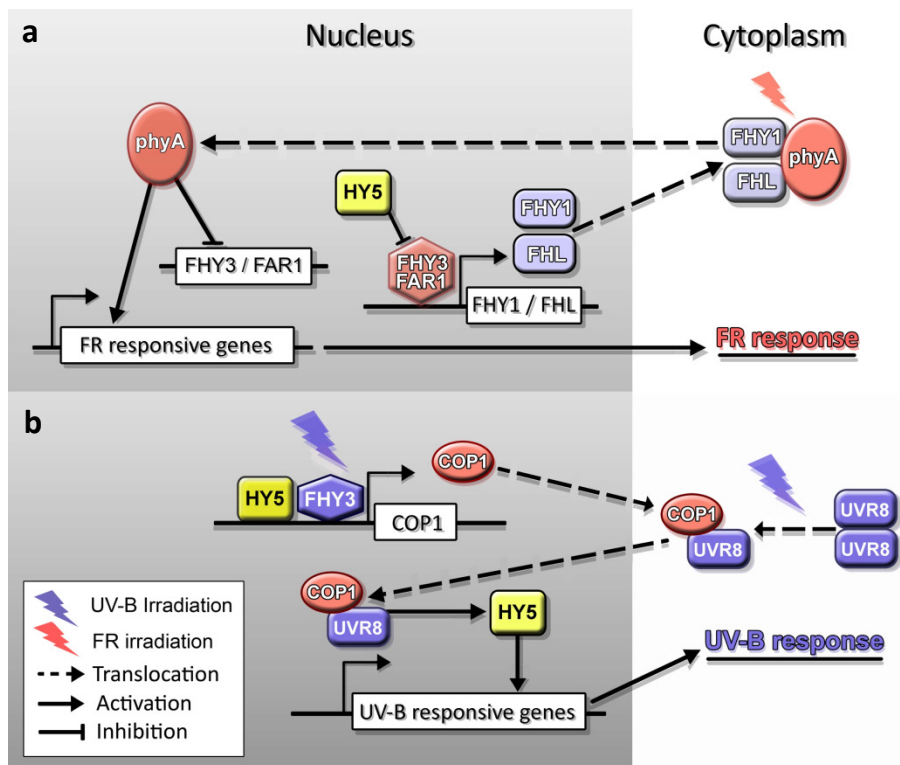 a
Nucleus
Cytoplasm
phyA
FHY1
phyA
FHL
HY5
FHY1
FHL
FHY3
FAR1
FHY3 / FAR1
FHY1 / FHL
FR responsive genes
FR response
b
COP1
HY5
FHY3
COP1
COP1
UVR8
UVR8
UVR8
COP1
UVR8
HY5
UV-B response
UV-B responsive genes
UV-B Irradiation
FR irradiation
Translocation
Activation
Inhibition